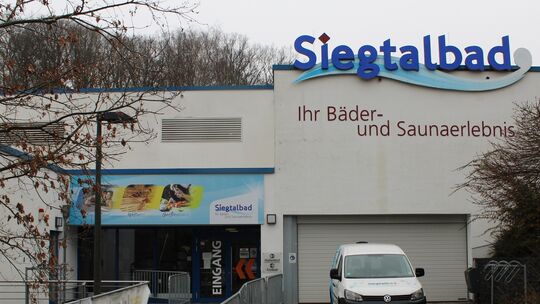 Siegtalbad
Ihr Bäder-
und Saunaerlebnis
Siegtalbad
EINGANG